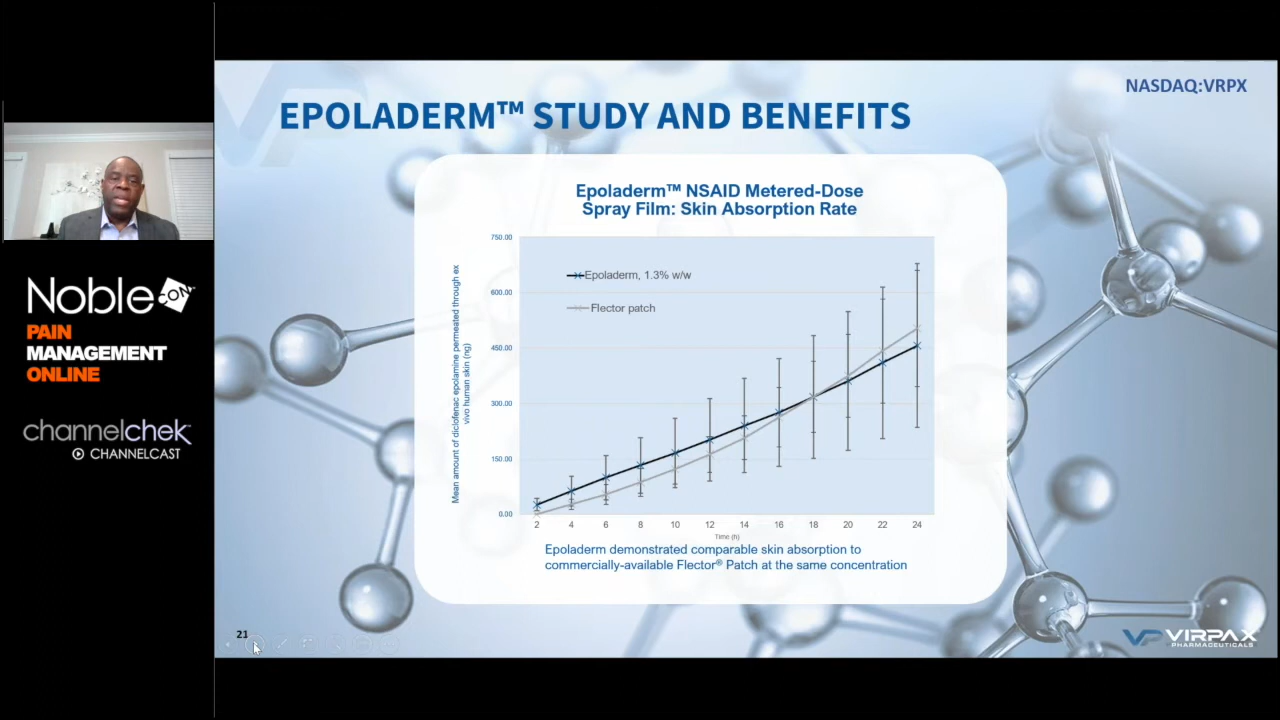 NASDAQ:VRPX
EPOLADERM™ STUDY AND BENEFITS
Epoladerm™ NSAID Metered-Dose
Spray Film: Skin Absorption Rate
Mean amount of diclofenac epolamine permeated through ex
vivo human skin (ng)
750.00
600.00
450.00
300.00
150.00
0.00
Epoladerm, 1.3% w/w
Flector patch
2 4 6 8 10 12 14 16 18 20 22 24
Time (h)
Epoladerm demonstrated comparable skin absorption to
commercially-available Flector® Patch at the same concentration
21
VP VIRPAX
PHARMACEUTICALS
Noble CON
PAIN
MANAGEMENT
ONLINE
channelchek
CHANNELCAST